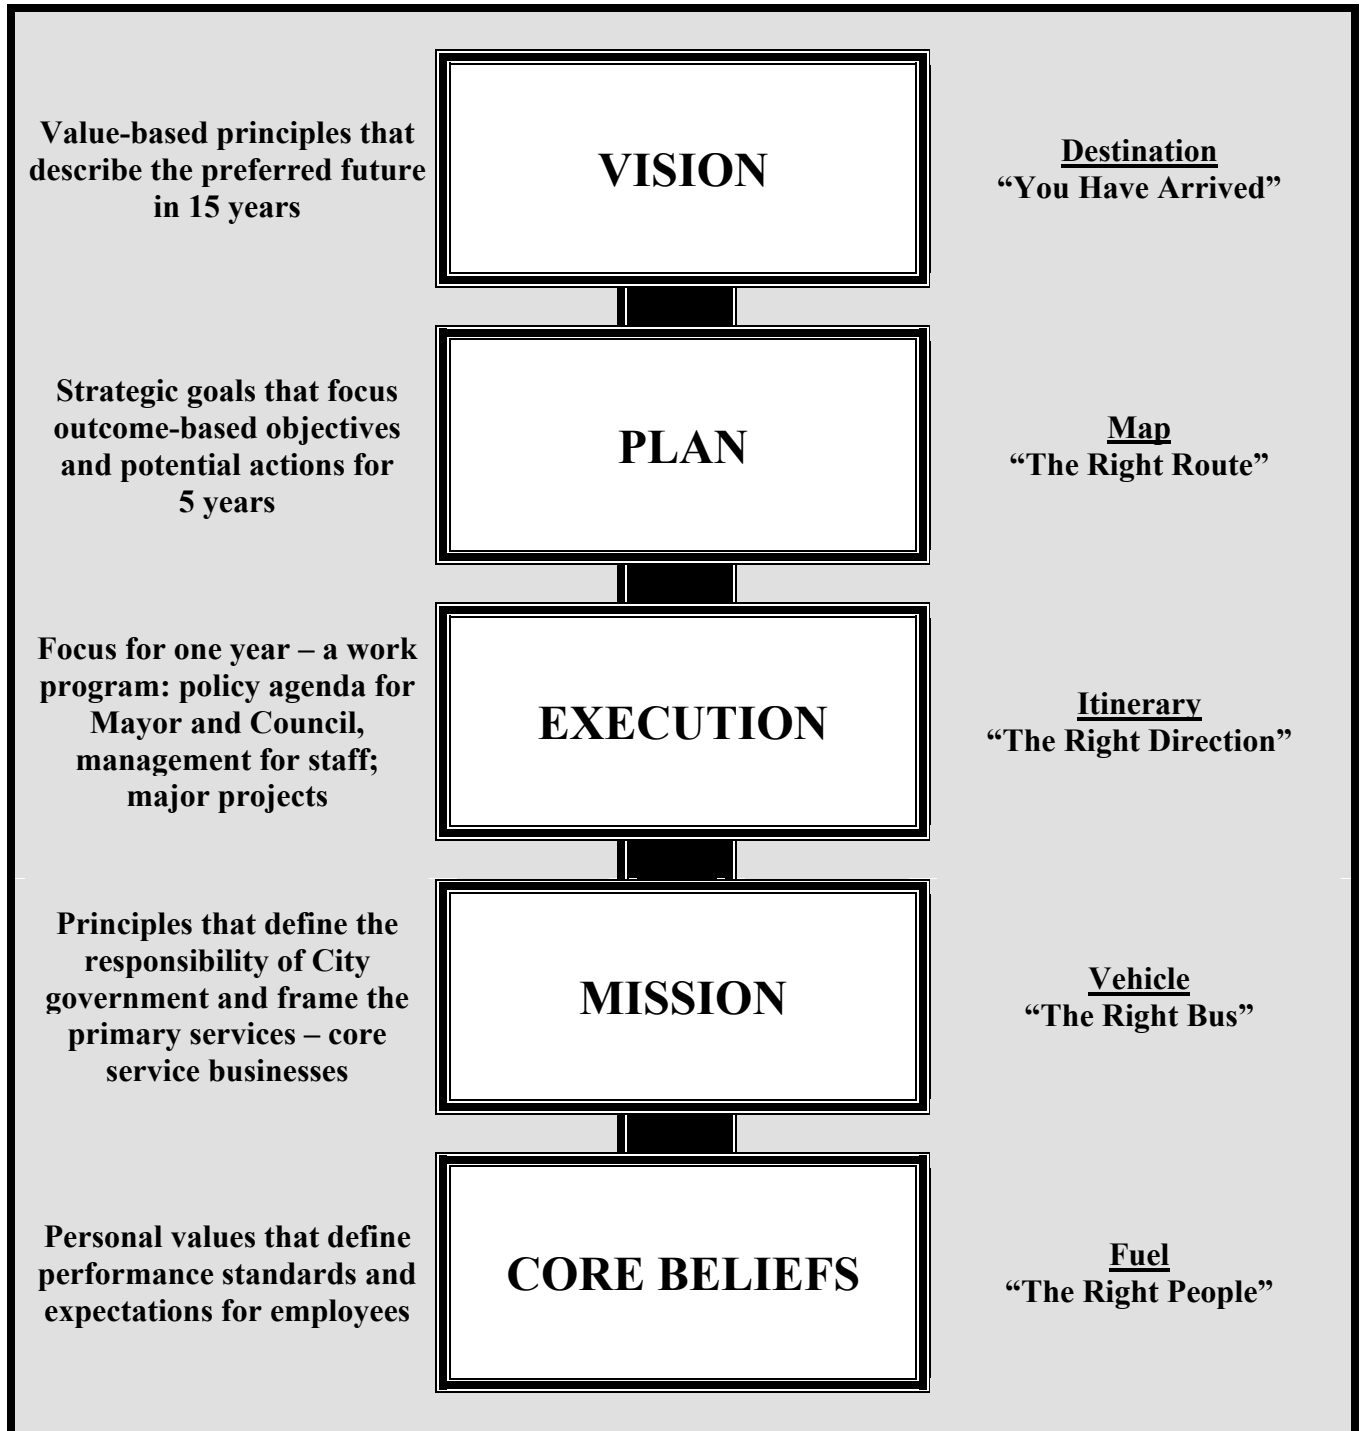 Value-based principles that
describe the preferred future
in 15 years
VISION
Destination
“You Have Arrived”
Strategic goals that focus
outcome-based objectives
and potential actions for
5 years
PLAN
Map
“The Right Route”
Focus for one year – a work
program: policy agenda for
Mayor and Council,
management for staff;
major projects
EXECUTION
Itinerary
“The Right Direction”
Principles that define the
responsibility of City
government and frame the
primary services – core
service businesses
MISSION
Vehicle
“The Right Bus”
Personal values that define
performance standards and
expectations for employees
CORE BELIEFS
Fuel
“The Right People”